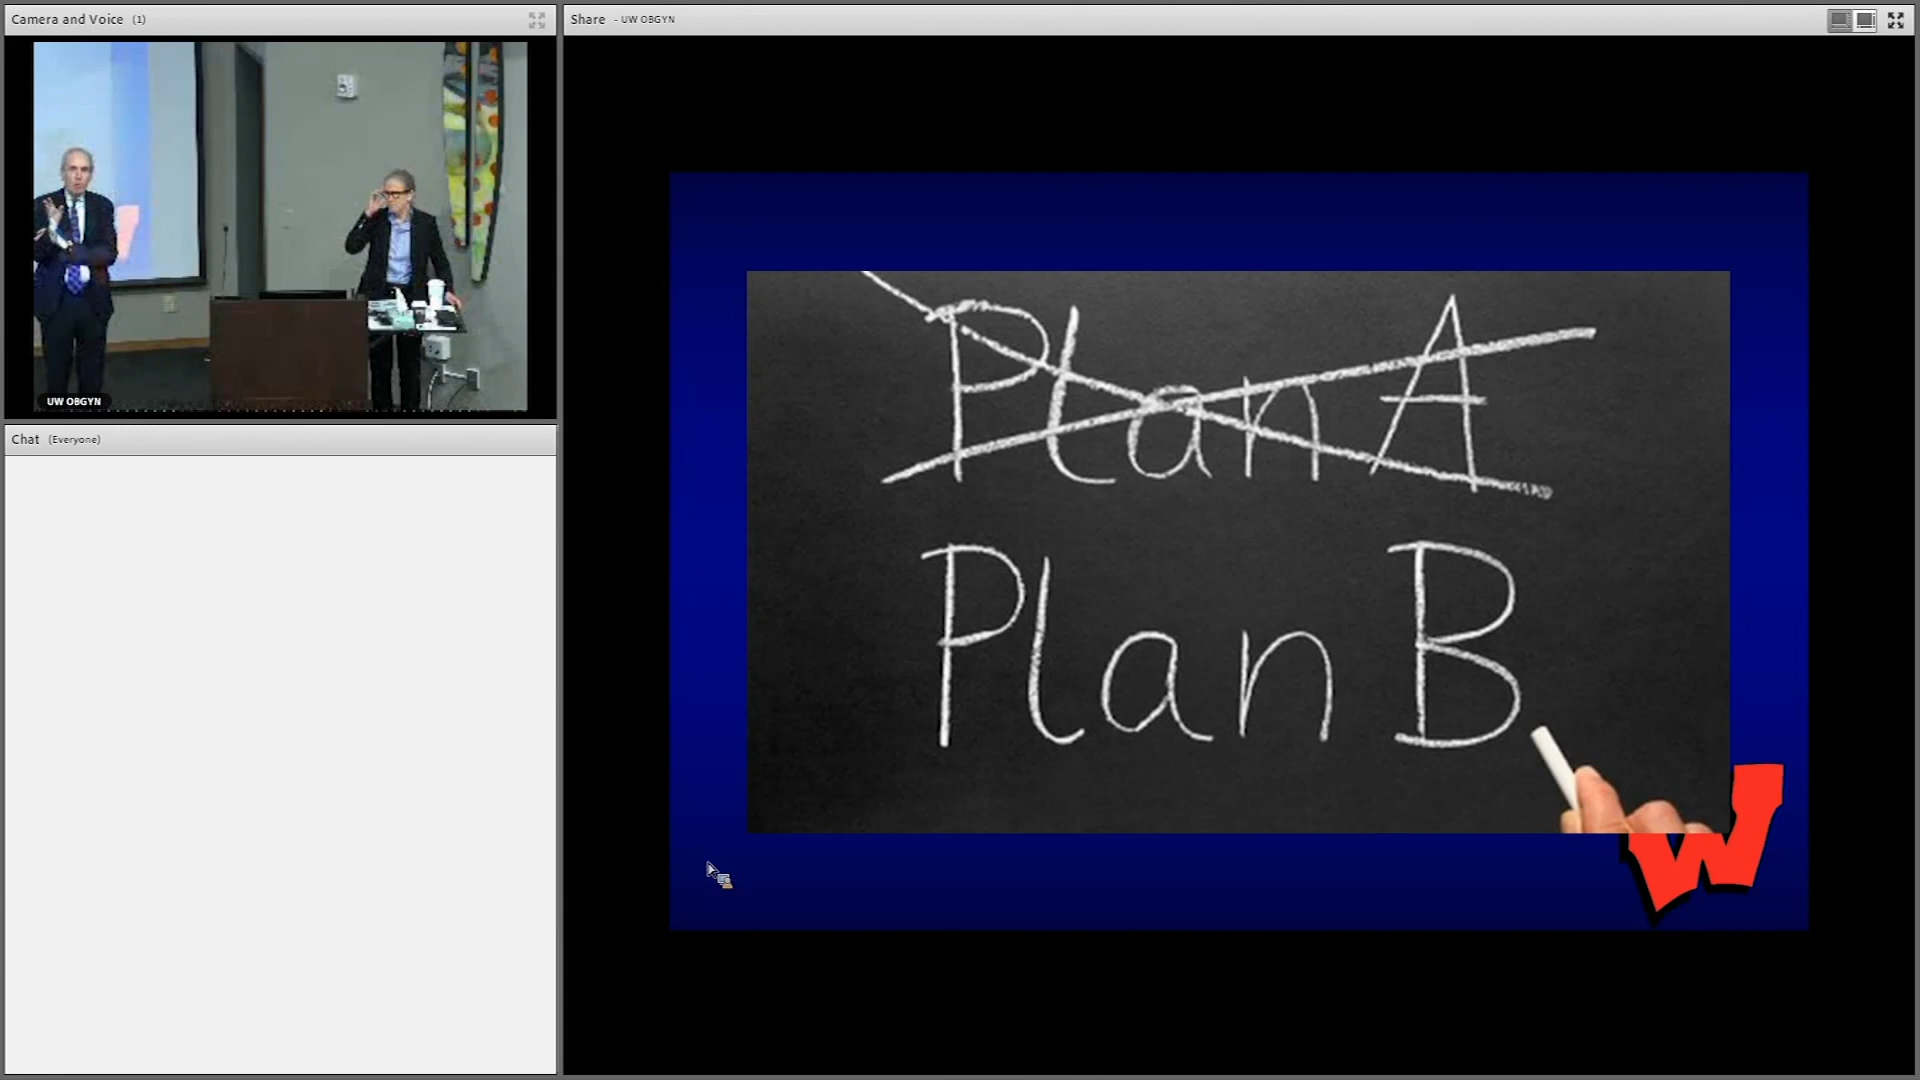 Camera and Voice (1)
Share - UW OBGYN
UW OBGYN
Chat (Everyone)
Plan A
Plan B
W